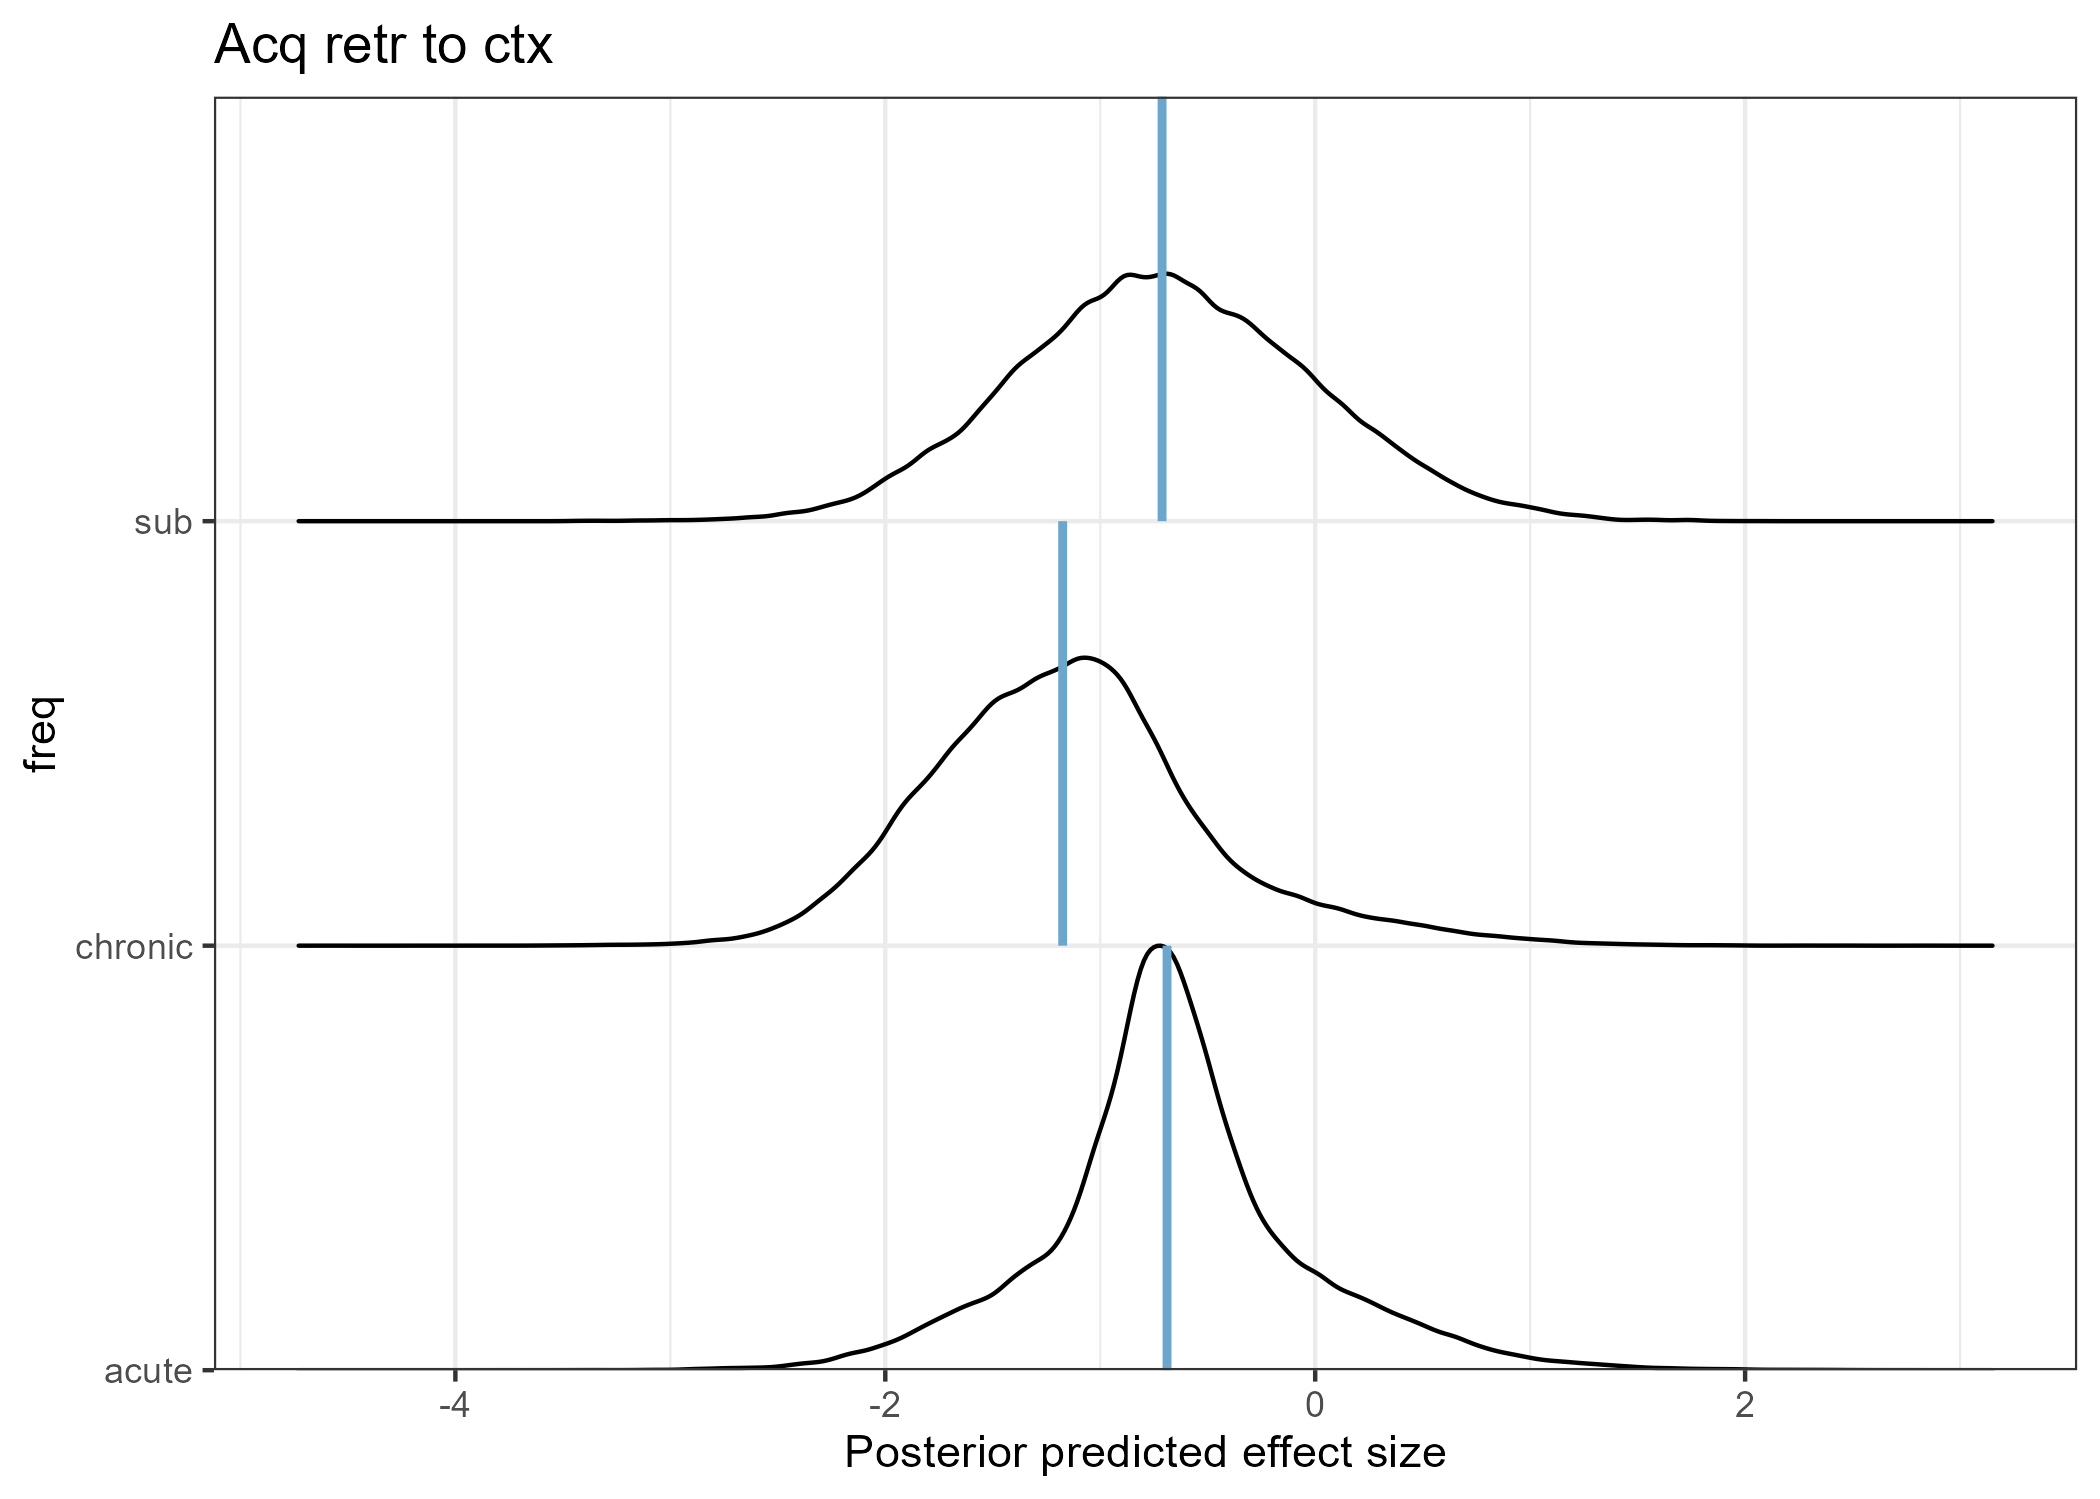 Acq retr to ctx
freq
sub
chronic
acute
-4
-2
0
2
Posterior predicted effect size